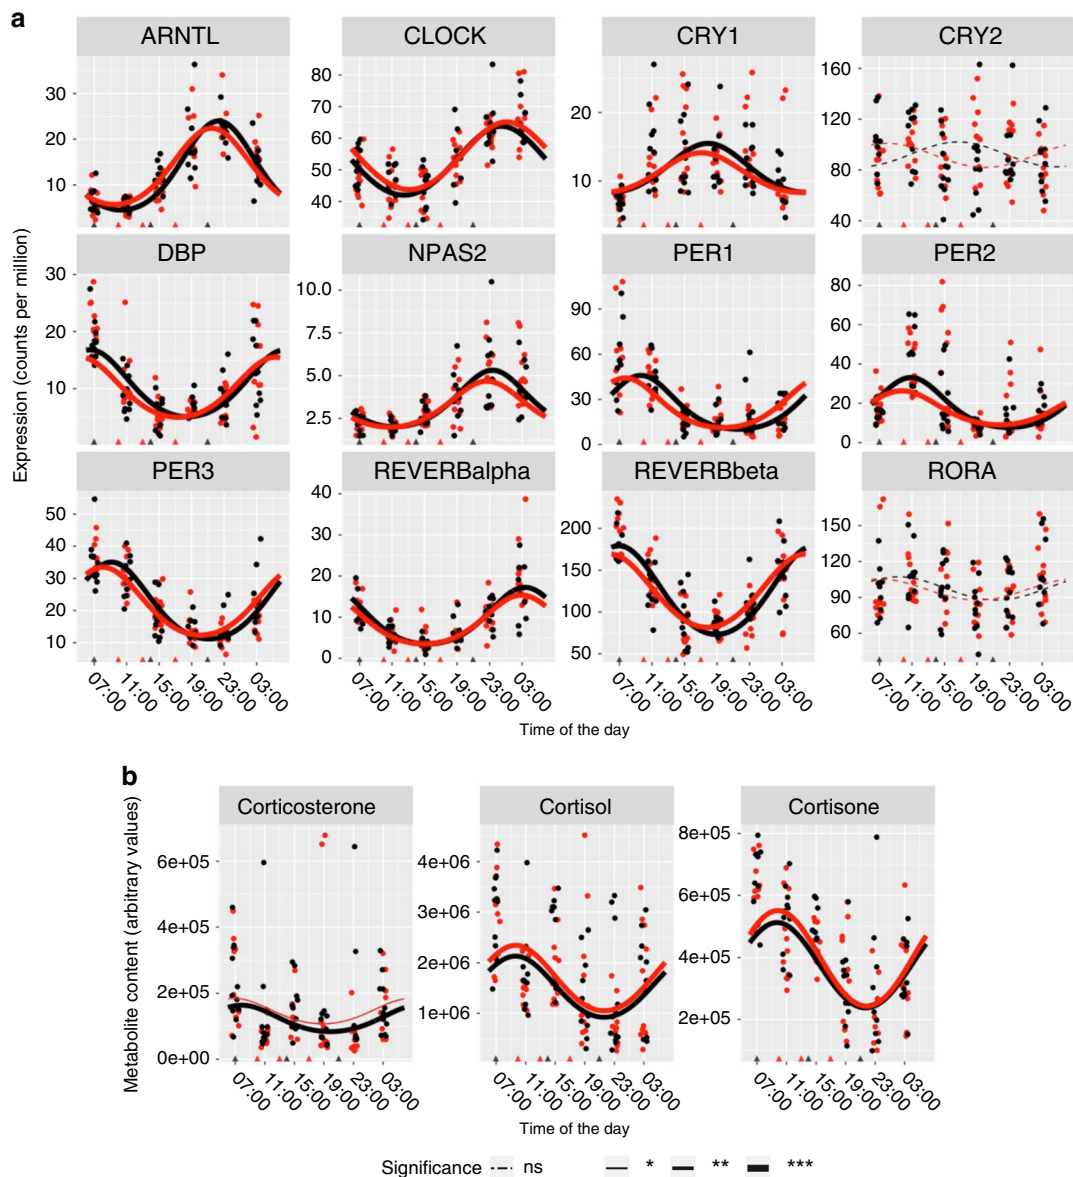 a
ARNTL
CLOCK
CRY1
CRY2
30
20
10
80
70
60
50
40
20
10
160
120
80
40
DBP
NPAS2
PER1
PER2
30
20
10
10.0
7.5
5.0
2.5
90
60
30
0
80
60
40
20
0
Expression (counts per million)
PER3
REVERBalpha
REVERBbeta
RORA
50
40
30
20
10
40
30
20
10
0
200
150
100
50
150
120
90
60
07:00 11:00 15:00 19:00 23:00 03:00
07:00 11:00 15:00 19:00 23:00 03:00
07:00 11:00 15:00 19:00 23:00 03:00
07:00 11:00 15:00 19:00 23:00 03:00
Time of the day
b
Corticosterone
Cortisol
Cortisone
Metabolite content (arbitrary values)
6e+05
4e+05
2e+05
0e+00
4e+06
3e+06
2e+06
1e+06
8e+05
6e+05
4e+05
2e+05
07:00 11:00 15:00 19:00 23:00 03:00
07:00 11:00 15:00 19:00 23:00 03:00
07:00 11:00 15:00 19:00 23:00 03:00
Time of the day
Significance ns * ** ***